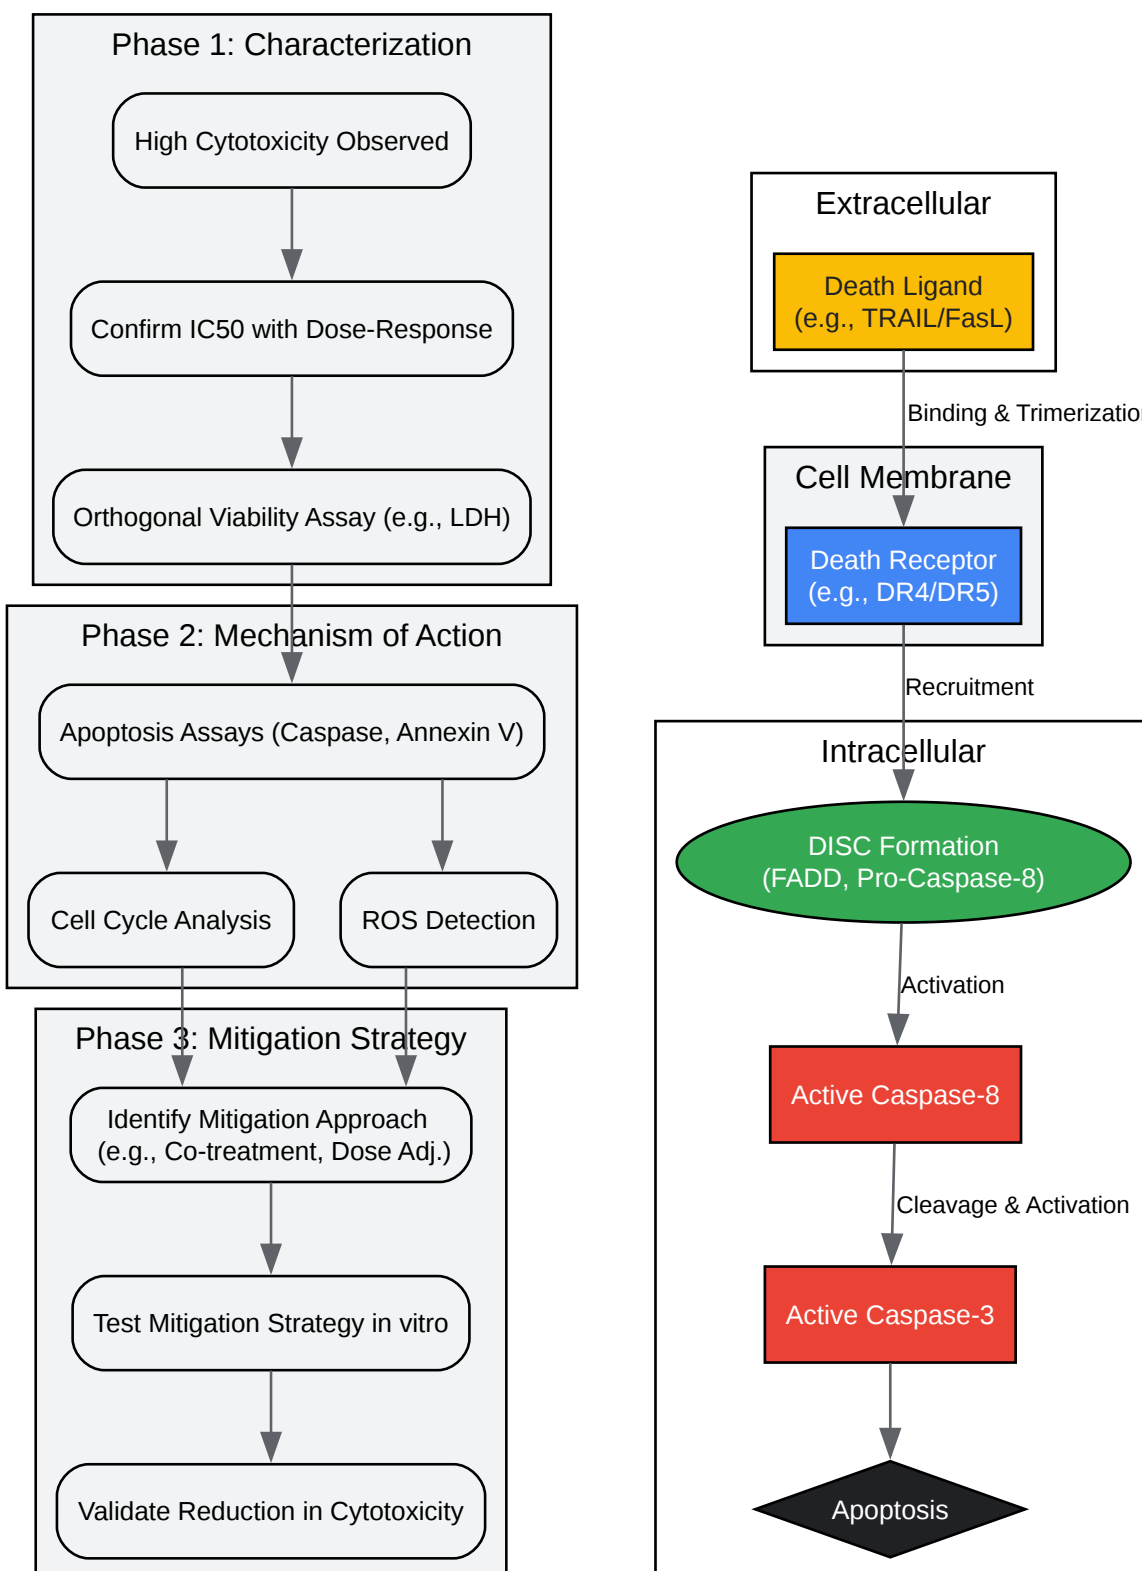 Phase 1: Characterization
High Cytotoxicity Observed
Confirm IC50 with Dose-Response
Orthogonal Viability Assay (e.g., LDH)
Phase 2: Mechanism of Action
Apoptosis Assays (Caspase, Annexin V)
Cell Cycle Analysis
ROS Detection
Phase 3: Mitigation Strategy
Identify Mitigation Approach
(e.g., Co-treatment, Dose Adj.)
Test Mitigation Strategy in vitro
Validate Reduction in Cytotoxicity
Extracellular
Death Ligand
(e.g., TRAIL/FasL)
Binding & Trimerization
Cell Membrane
Death Receptor
(e.g., DR4/DR5)
Recruitment
Intracellular
DISC Formation
(FADD, Pro-Caspase-8)
Activation
Active Caspase-8
Cleavage & Activation
Active Caspase-3
Apoptosis